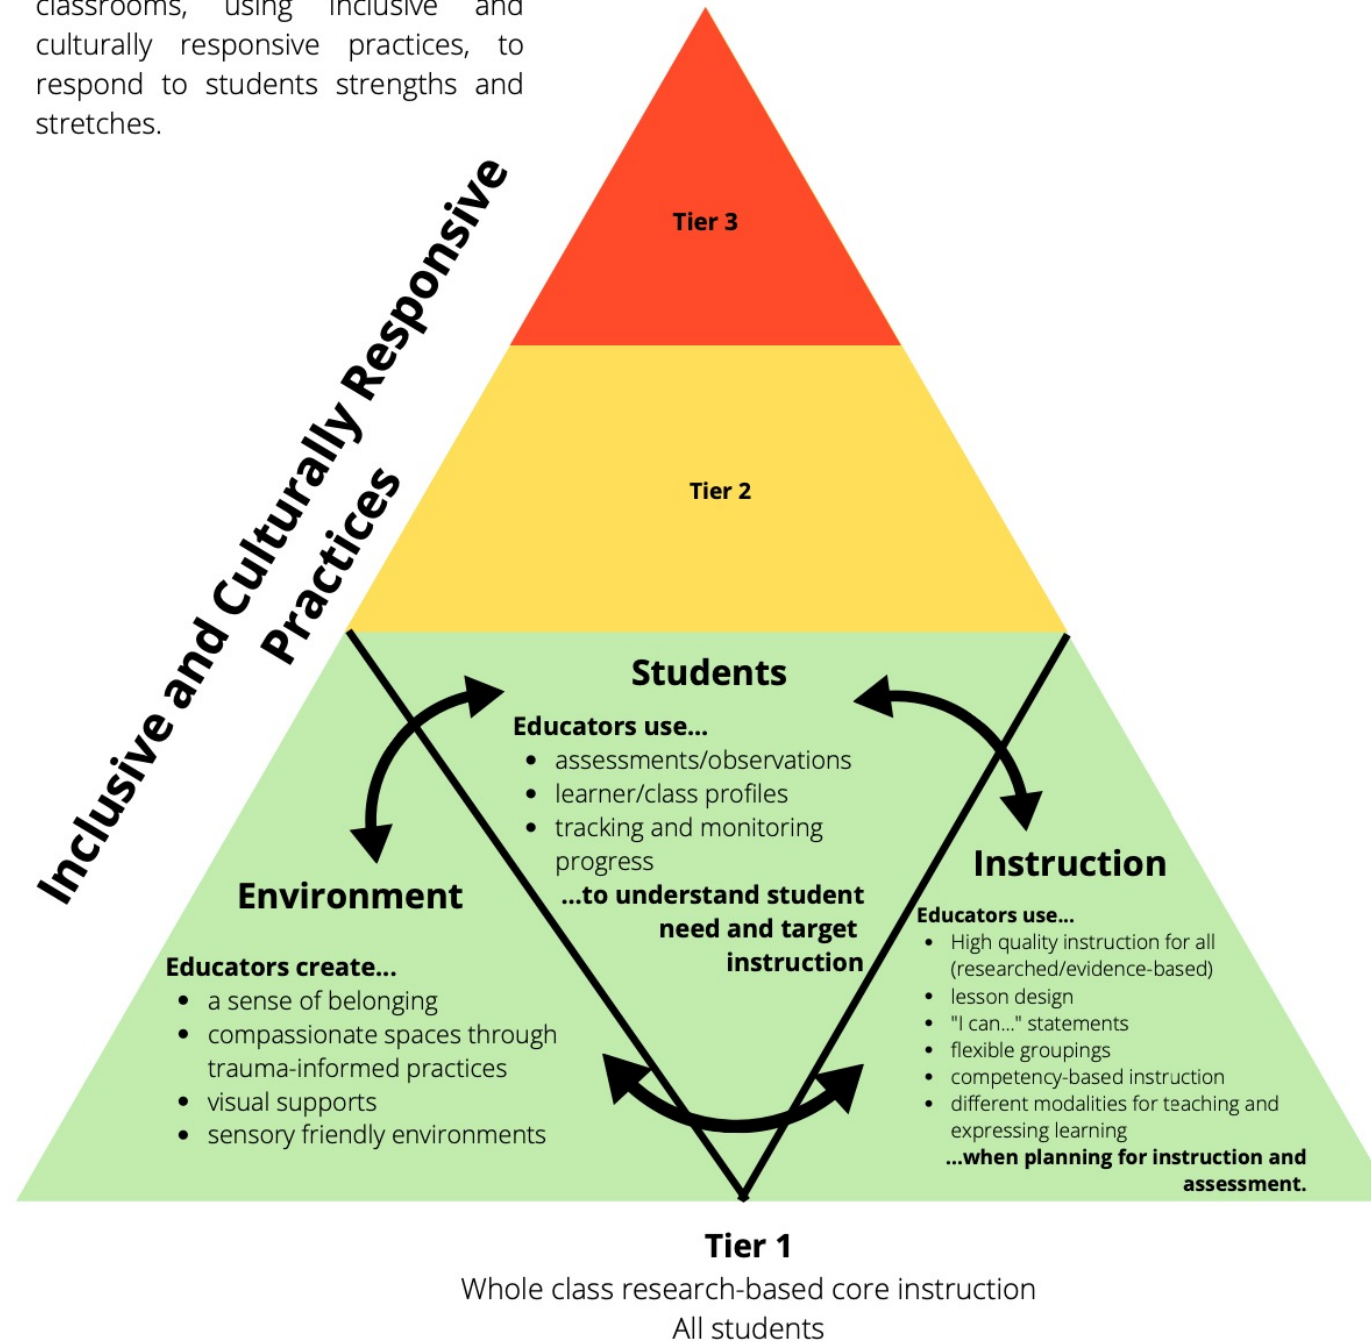 classrooms, using inclusive and
culturally responsive practices, to
respond to students strengths and
stretches.
Inclusive and Culturally Responsive
Practices
Tier 3
Tier 2
Students
Educators use...
• assessments/observations
• learner/class profiles
• tracking and monitoring
progress
...to understand student
need and target
instruction
Environment
Educators create...
• a sense of belonging
• compassionate spaces through
trauma-informed practices
• visual supports
• sensory friendly environments
Instruction
Educators use...
• High quality instruction for all
(researched/evidence-based)
• lesson design
• "I can..." statements
• flexible groupings
• competency-based instruction
• different modalities for teaching and
expressing learning
...when planning for instruction and
assessment.
Tier 1
Whole class research-based core instruction
All students